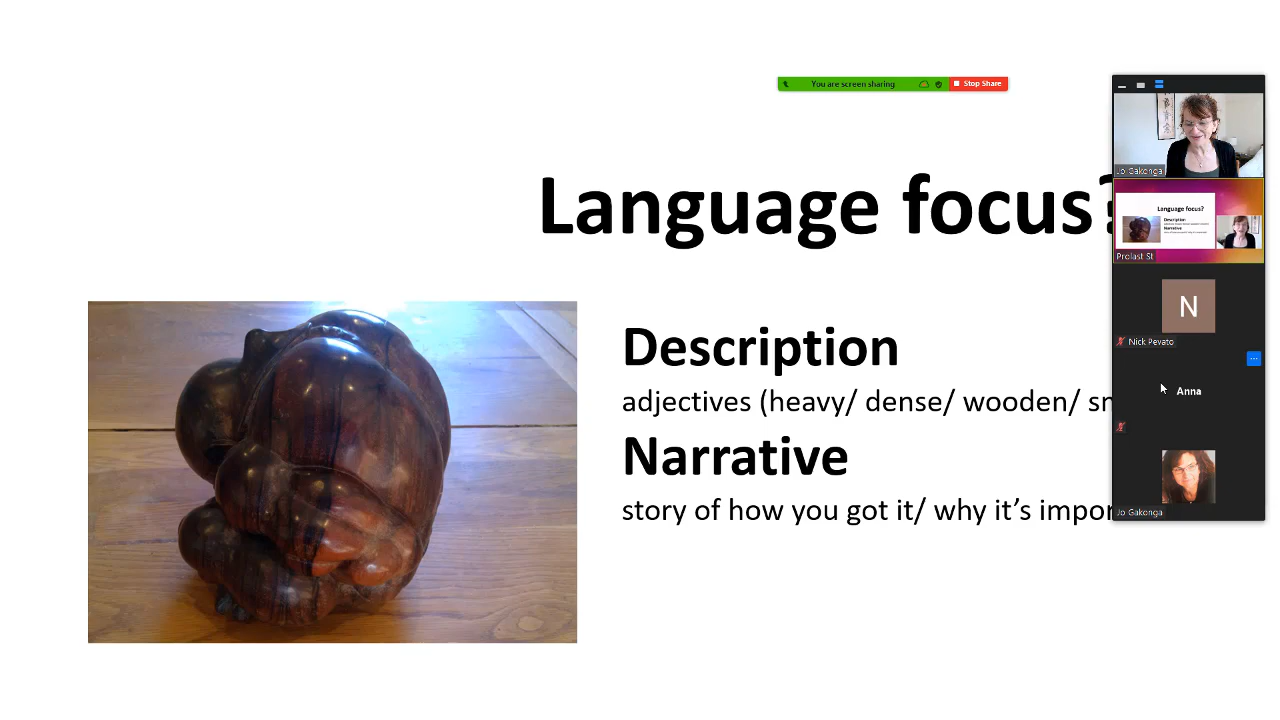 You are screen sharing
Stop Share
Language focus?
Description
adjectives (heavy/ dense/ wooden/ sm
Narrative
story of how you got it/ why it’s impor
Jo Gakonga
Language focus?
Description
Narrative
Prolast St
N
Nick Pevato
Anna
Jo Gakonga